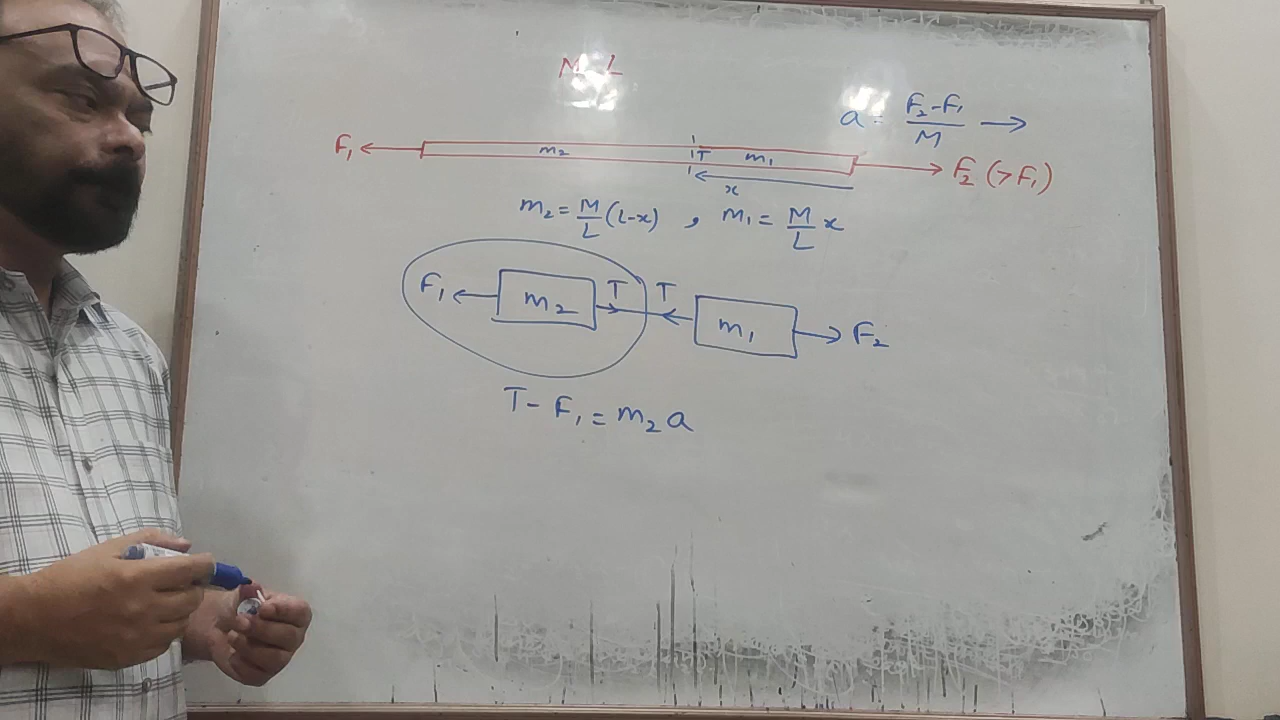 M L
a = (F₂-F₁)/M →
F₁ ← m₂ T m₁ → F₂ (>F₁)
x
m₂ = M/L (L-x) , m₁ = M/L x
F₁ ← m₂ T T m₁ → F₂
T - F₁ = m₂ a